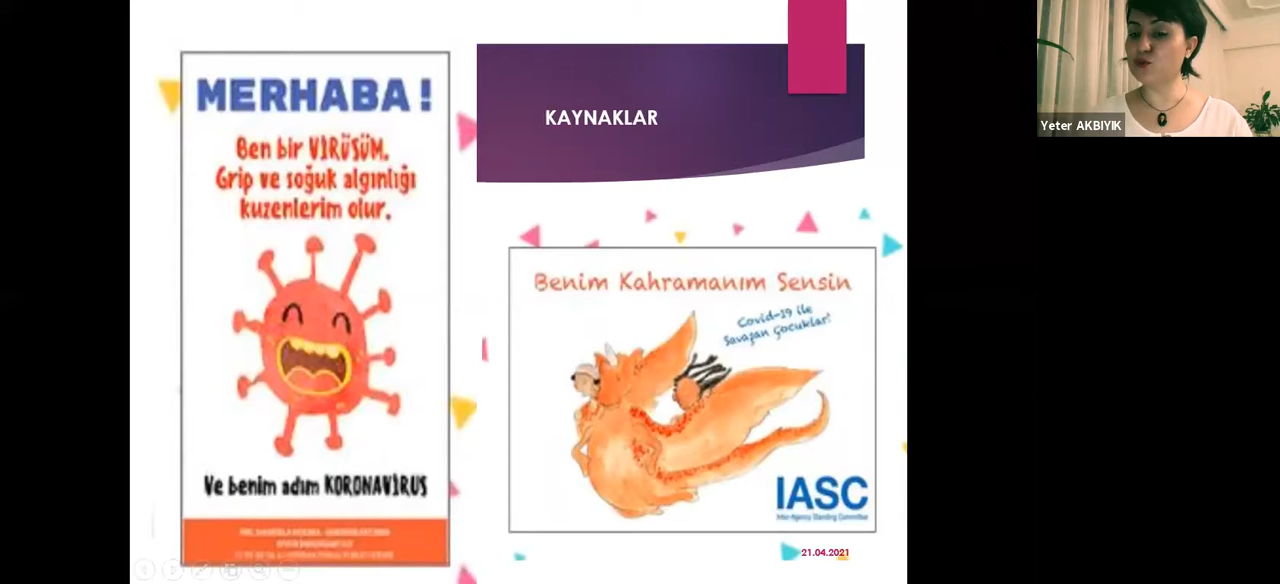 MERHABA !
Ben bir VİRÜSÜM.
Grip ve soğuk algınlığı
kuzenlerim olur.
Ve benim adım KORONAVİRUS
KAYNAKLAR
Benim Kahramanım Sensin
Covid-19 ile
Savaşan Çocuklar!
IASC
Inter-Agency Standing Committee
21.04.2021
Yeter AKBIYIK